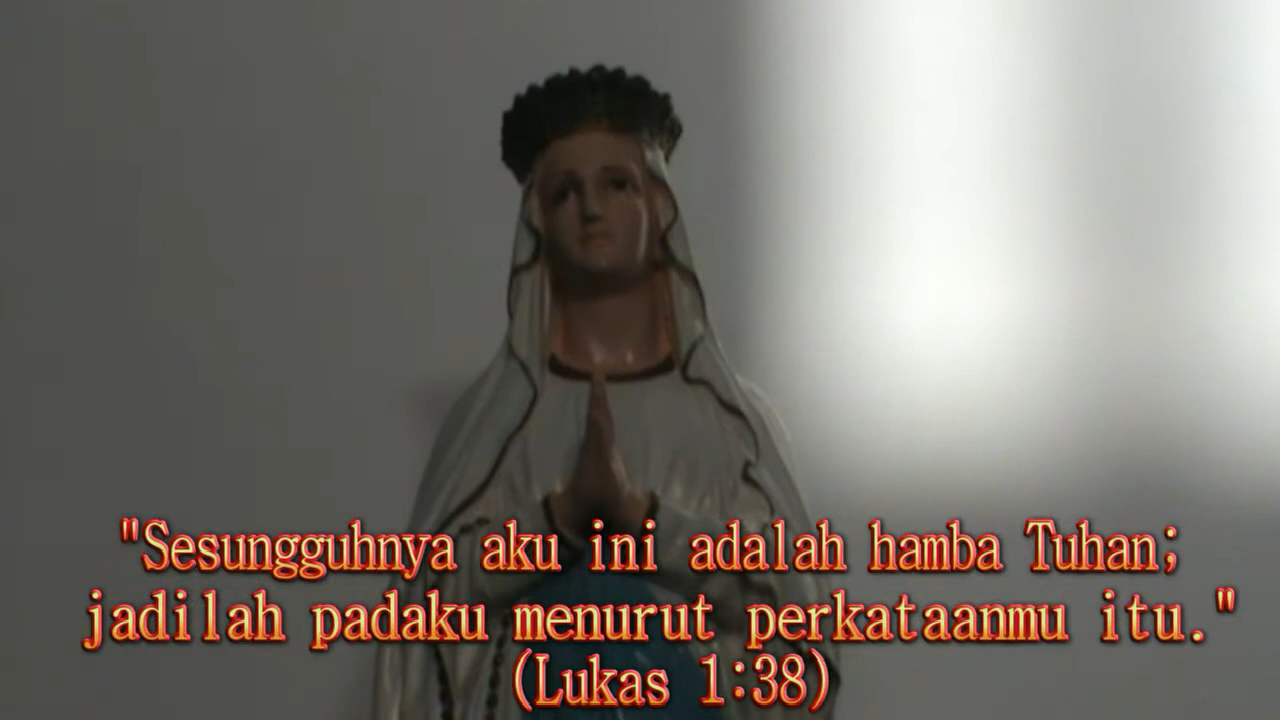 "Sesungguhnya aku ini adalah hamba Tuhan;
jadilah padaku menurut perkataanmu itu."
(Lukas 1:38)